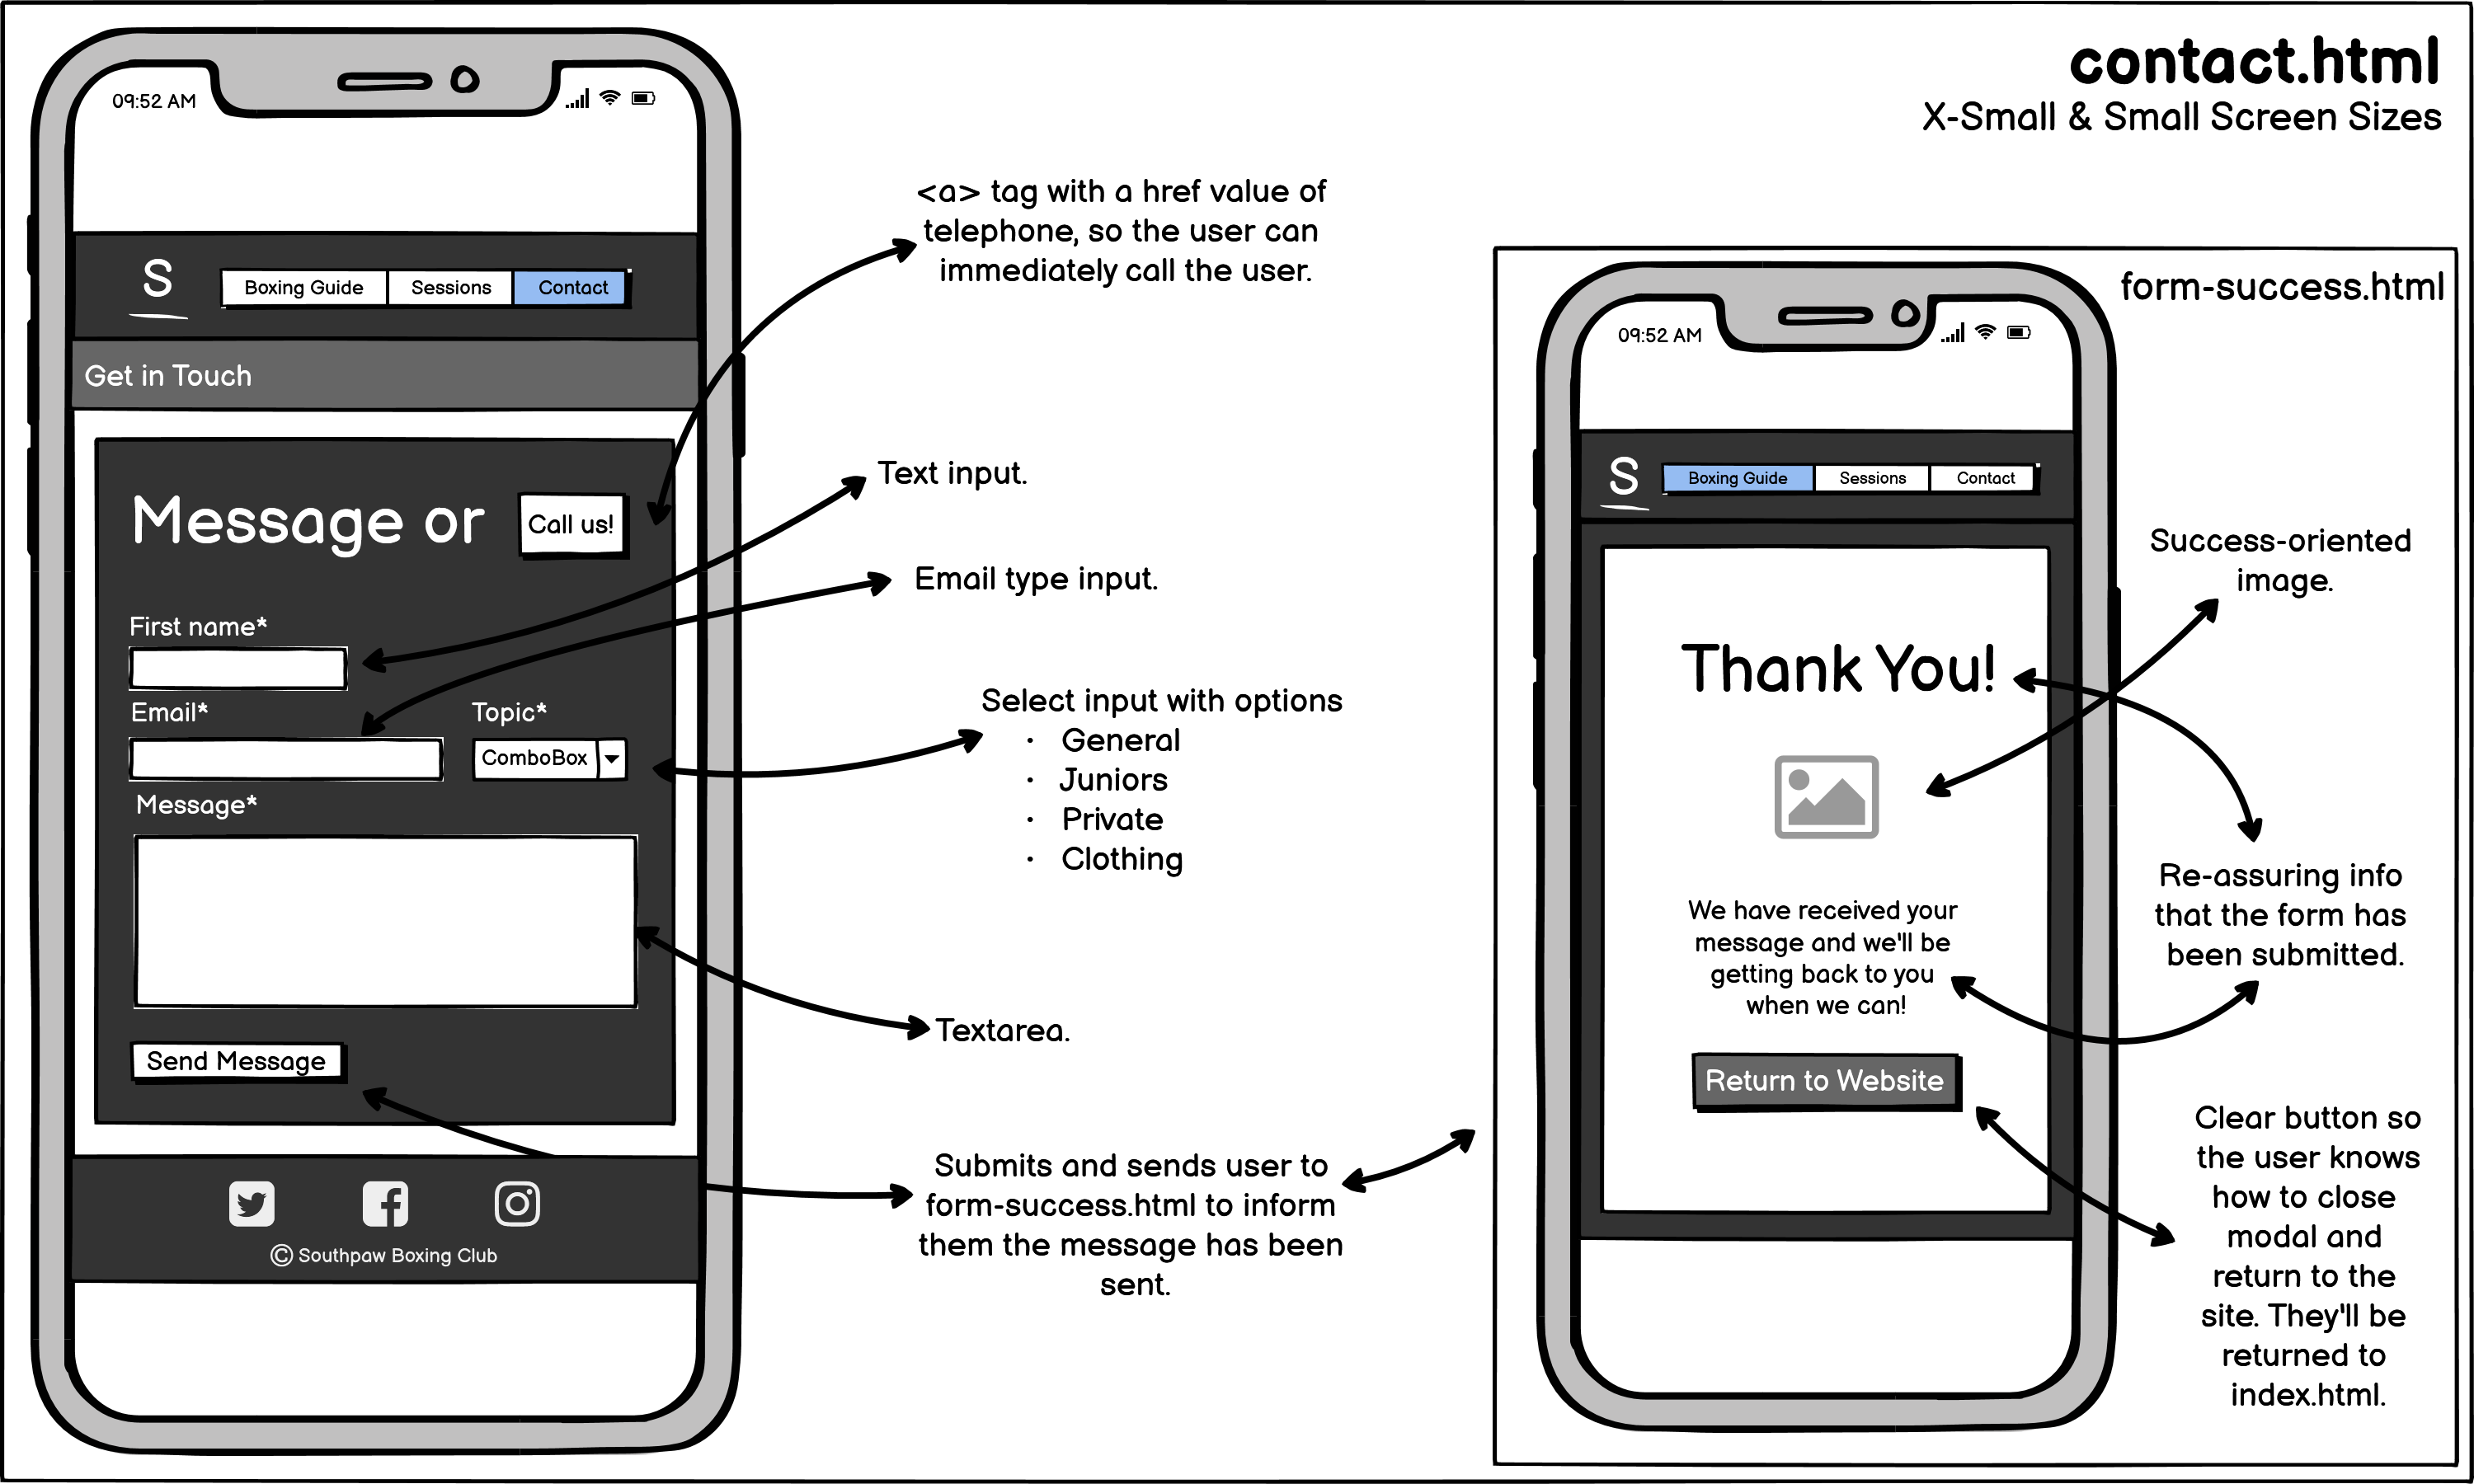 contact.html
X-Small & Small Screen Sizes
09:52 AM
S
Boxing Guide
Sessions
Contact
Get in Touch
Message or
Call us!
First name*
Email*
Topic*
ComboBox
Message*
Send Message
© Southpaw Boxing Club
<a> tag with a href value of
telephone, so the user can
immediately call the user.
Text input.
Email type input.
Select input with options
· General
· Juniors
· Private
· Clothing
Textarea.
Submits and sends user to
form-success.html to inform
them the message has been
sent.
form-success.html
09:52 AM
S
Boxing Guide
Sessions
Contact
Thank You!
We have received your
message and we'll be
getting back to you
when we can!
Return to Website
Success-oriented
image.
Re-assuring info
that the form has
been submitted.
Clear button so
the user knows
how to close
modal and
return to the
site. They'll be
returned to
index.html.